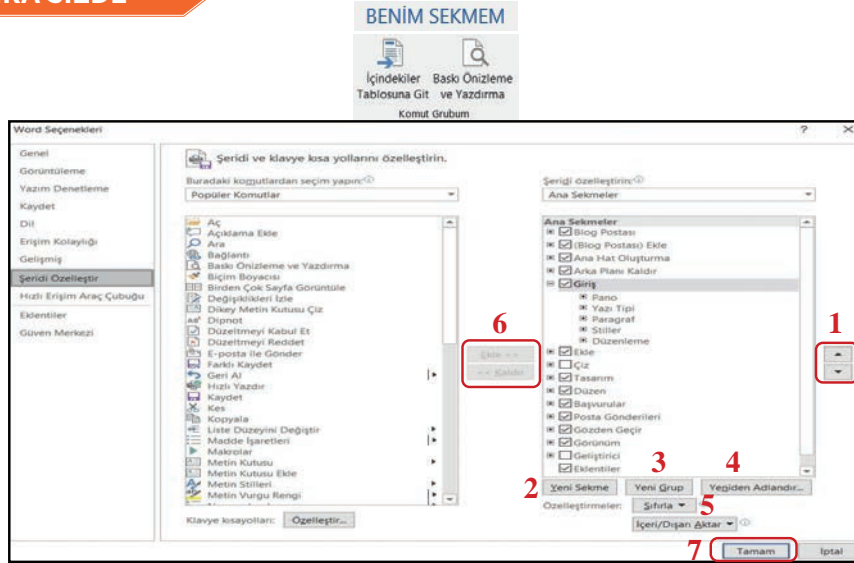 BENİM SEKMEM
İçindekiler Tablosuna Git
Baskı Önizleme ve Yazdırma
Komut Grubum
Word Seçenekleri
? ×
Genel
Görüntüleme
Yazım Denetleme
Kaydet
Dil
Erişim Kolaylığı
Gelişmiş
Şeridi Özelleştir
Hızlı Erişim Araç Çubuğu
Eklentiler
Güven Merkezi
Şeridi ve klavye kısa yollarını özelleştirin.
Buradaki komutlardan seçim yapın:
Popüler Komutlar
Aç
Açıklama Ekle
Ara
Bağlantı
Baskı Önizleme ve Yazdırma
Biçim Boyacısı
Birden Çok Sayfa Görüntüle
Değişiklikleri İzle
Dikey Metin Kutusu Çiz
Dipnot
Düzeltmeyi Kabul Et
Düzeltmeyi Reddet
E-posta ile Gönder
Farklı Kaydet
Geri Al
Hızlı Yazdır
Kaydet
Kes
Kopyala
Liste Düzeyini Değiştir
Madde İşaretleri
Makrolar
Metin Kutusu
Metin Kutusu Ekle
Metin Stilleri
Metin Vurgu Rengi
Klavye kısayolları: Özelleştir...
6
Ekle >>
<< Kaldır
Şeridi özelleştirin:
Ana Sekmeler
Ana Sekmeler
Blog Postası
(Blog Postası) Ekle
Ana Hat Oluşturma
Arka Planı Kaldır
Giriş
Pano
Yazı Tipi
Paragraf
Stiller
Düzenleme
Ekle
Çiz
Tasarım
Düzen
Başvurular
Posta Gönderileri
Gözden Geçir
Görünüm
Geliştirici
Eklentiler
1
2 Yeni Sekme
3 Yeni Grup
4 Yeniden Adlandır...
Özelleştirmeler: Sıfırla 5
İçeri/Dışarı Aktar
7 Tamam
İptal